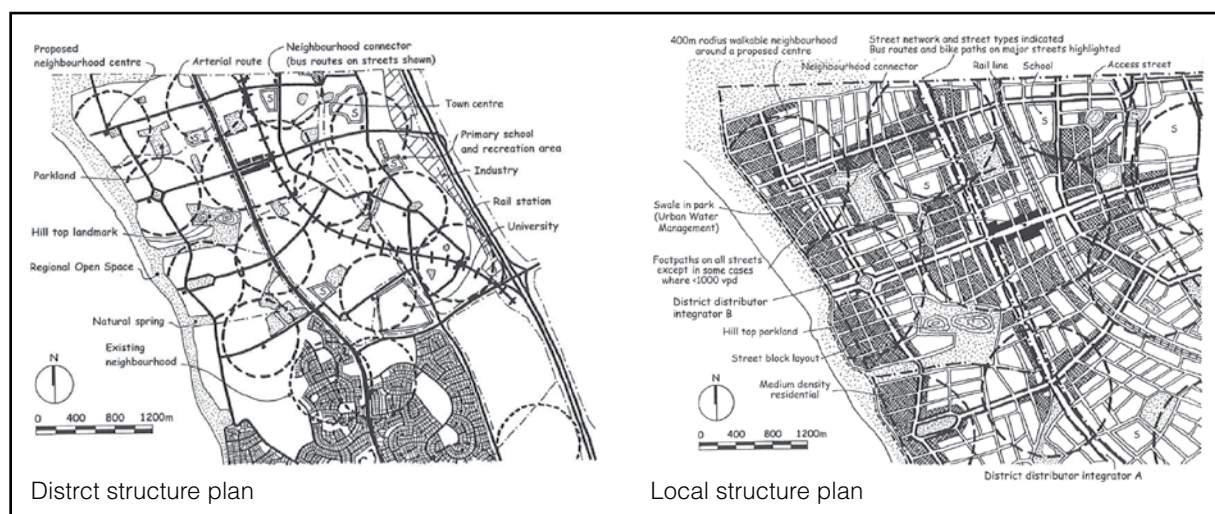 Proposed
neighbourhood centre
Arterial route
Neighbourhood connector
(bus routes on streets shown)
Town centre
Primary school
and recreation area
Industry
Rail station
University
Parkland
Hill top landmark
Regional Open Space
Natural spring
Existing
neighbourhood
S
S
S
S
S
N
0 400 800 1200m
Distrct structure plan
400m radius walkable neighbourhood
around a proposed centre
Street network and street types indicated
Bus routes and bike paths on major streets highlighted
Neighbourhood connector
Rail line
School
Access street
Swale in park
(Urban Water
Management)
Footpaths on all streets
except in some cases
where <1000 vpd
District distributor
integrator B
Hill top parkland
Street block layout
Medium density
residential
S
S
S
S
N
0 400 800 1200m
District distributor integrator A
Local structure plan